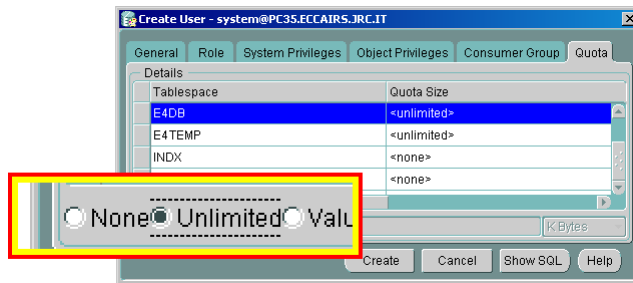 Create User - system@PC35.ECCAIRS.JRC.IT
General Role System Privileges Object Privileges Consumer Group Quota
Details
Tablespace Quota Size
E4DB <unlimited>
E4TEMP <unlimited>
INDX <none>
<none>
None Unlimited Valu
K Bytes
Create Cancel Show SQL Help